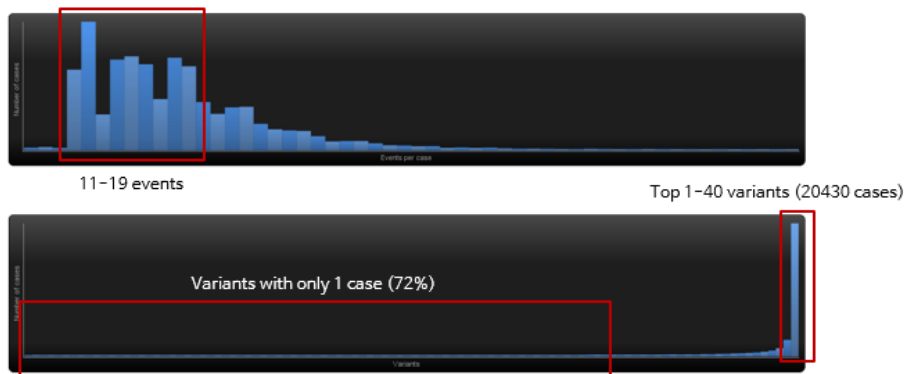 Number of cases
Events per case
11-19 events
Top 1-40 variants (20430 cases)
Number of cases
Variants with only 1 case (72%)
Variants